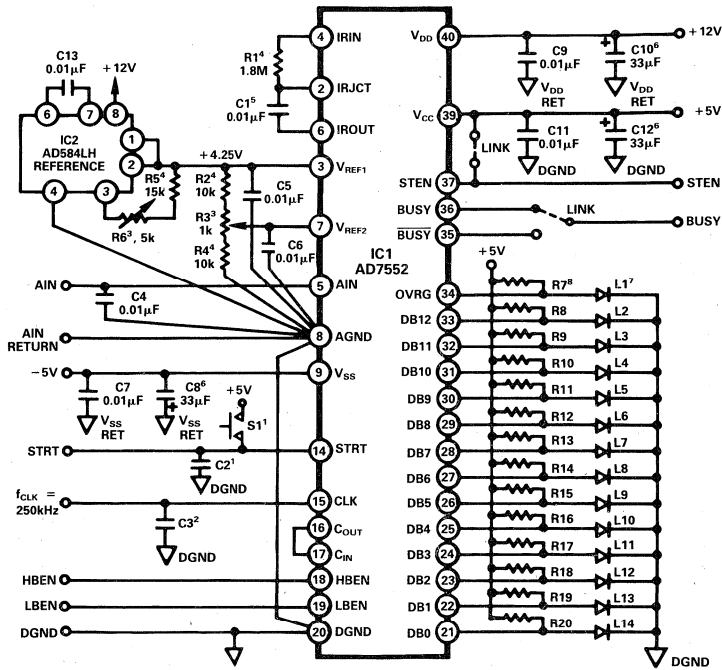 C13
0.01µF
+12V
6
7
8
IC2
AD584LH
REFERENCE
1
2
4
3
R5⁴
15k
R6³, 5k
4
IRIN
R1⁴
1.8M
2
IRJCT
C1⁵
0.01µF
6
IROUT
+4.25V
3
VREF1
R2⁴
10k
C5
0.01µF
R3³
1k
7
VREF2
R4⁴
10k
C6
0.01µF
IC1
AD7552
AIN
5
AIN
C4
0.01µF
AIN
RETURN
8
AGND
−5V
9
VSS
C7
0.01µF
C8⁶
33µF
+
VSS
RET
VSS
RET
+5V
S1¹
STRT
14
STRT
C2¹
DGND
fCLK =
250kHz
15
CLK
C3²
DGND
16
COUT
17
CIN
HBEN
18
HBEN
LBEN
19
LBEN
DGND
20
DGND
VDD
40
+12V
C9
0.01µF
+
C10⁶
33µF
VDD
RET
VDD
RET
VCC
39
+5V
LINK
C11
0.01µF
+
C12⁶
33µF
DGND
DGND
STEN
37
STEN
BUSY
36
LINK
BUSY
BUSY
35
+5V
OVRG
34
R7⁸
L1⁷
DB12
33
R8
L2
DB11
32
R9
L3
DB10
31
R10
L4
DB9
30
R11
L5
DB8
29
R12
L6
DB7
28
R13
L7
DB6
27
R14
L8
DB5
26
R15
L9
DB4
25
R16
L10
DB3
24
R17
L11
DB2
23
R18
L12
DB1
22
R19
L13
DB0
21
R20
L14
DGND